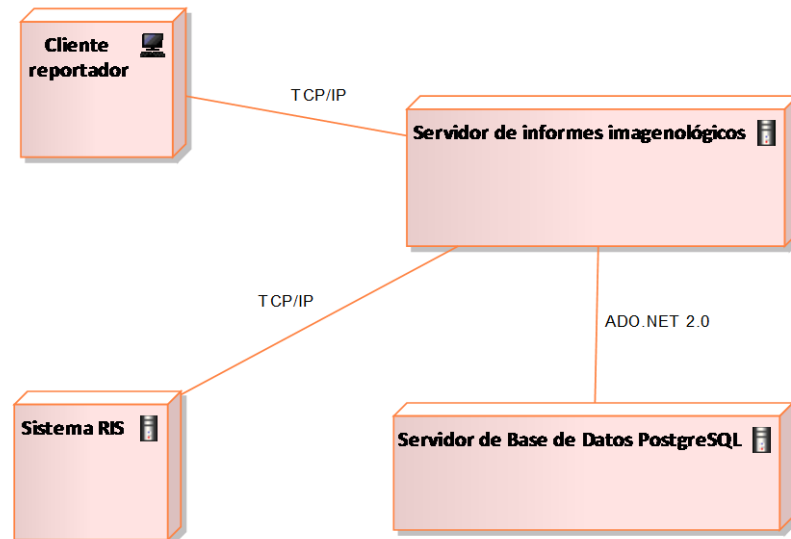 Cliente
reportador
TCP/IP
Servidor de informes imagenológicos
TCP/IP
ADO.NET 2.0
Sistema RIS
Servidor de Base de Datos PostgreSQL